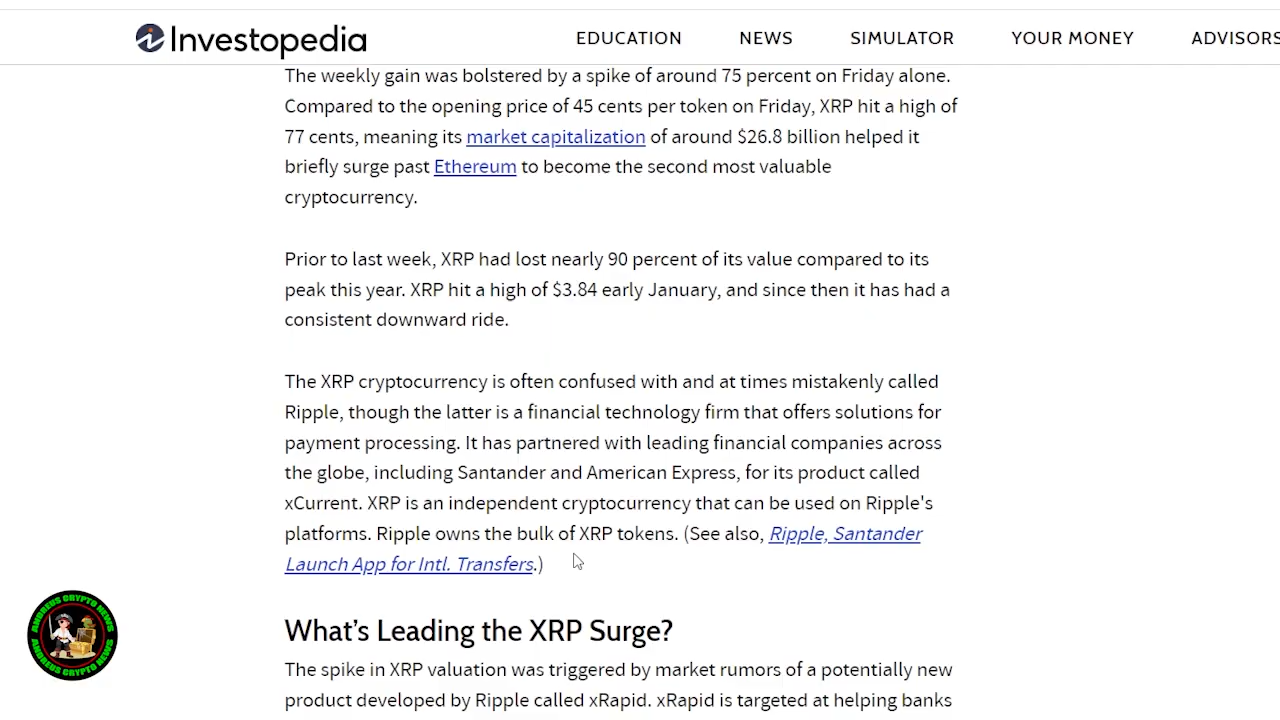 Investopedia
EDUCATION NEWS SIMULATOR YOUR MONEY ADVISORS
The weekly gain was bolstered by a spike of around 75 percent on Friday alone.
Compared to the opening price of 45 cents per token on Friday, XRP hit a high of
77 cents, meaning its market capitalization of around $26.8 billion helped it
briefly surge past Ethereum to become the second most valuable
cryptocurrency.
Prior to last week, XRP had lost nearly 90 percent of its value compared to its
peak this year. XRP hit a high of $3.84 early January, and since then it has had a
consistent downward ride.
The XRP cryptocurrency is often confused with and at times mistakenly called
Ripple, though the latter is a financial technology firm that offers solutions for
payment processing. It has partnered with leading financial companies across
the globe, including Santander and American Express, for its product called
xCurrent. XRP is an independent cryptocurrency that can be used on Ripple's
platforms. Ripple owns the bulk of XRP tokens. (See also, Ripple, Santander
Launch App for Intl. Transfers.)
What’s Leading the XRP Surge?
The spike in XRP valuation was triggered by market rumors of a potentially new
product developed by Ripple called xRapid. xRapid is targeted at helping banks
ANDREUS CRYPTO NEWS
ANDREUS CRYPTO NEWS